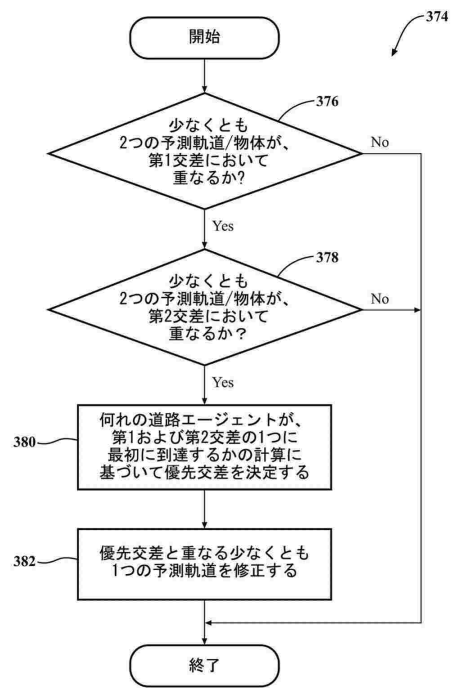 開始
374
376
少なくとも
2つの予測軌道/物体が、
第1交差において
重なるか?
No
Yes
378
少なくとも
2つの予測軌道/物体が、
第2交差において
重なるか？
No
Yes
380
何れの道路エージェントが、
第1および第2交差の1つに
最初に到達するかの計算に
基づいて優先交差を決定する
382
優先交差と重なる少なくとも
1つの予測軌道を修正する
終了